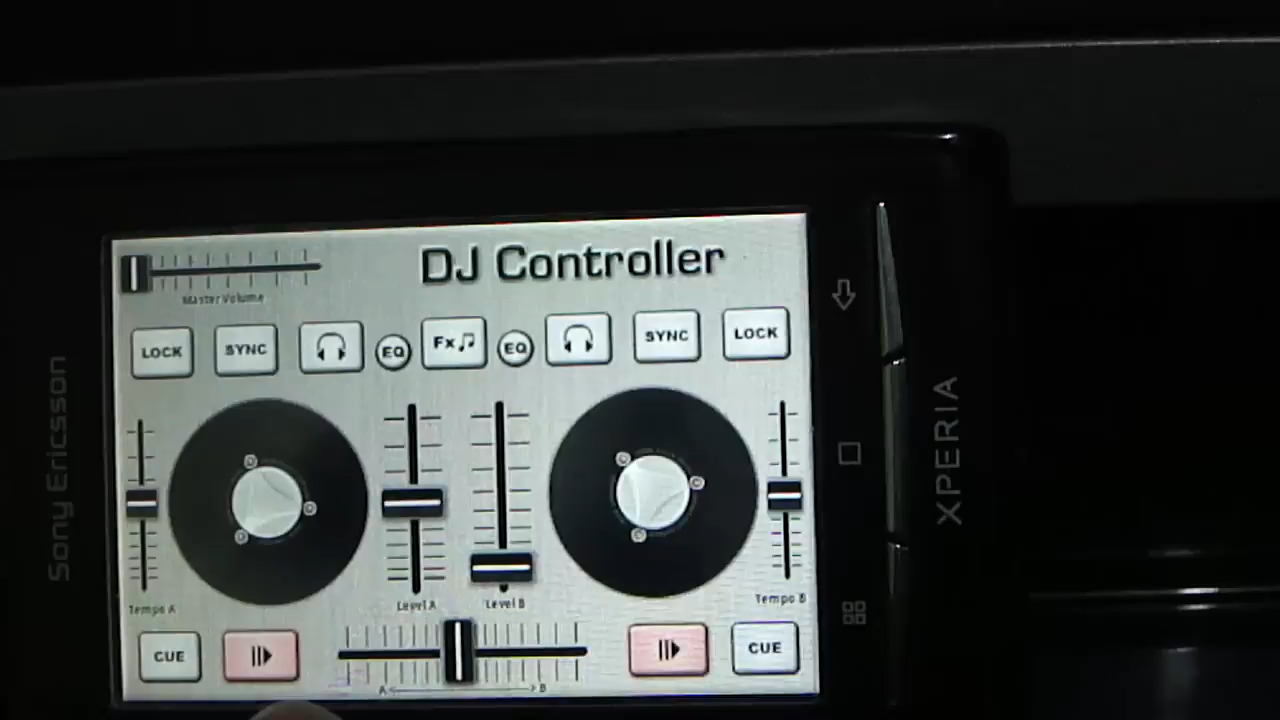 DJ Controller
Master Volume
LOCK
SYNC
EQ
Fx
EQ
SYNC
LOCK
Tempo A
Level A
Level B
Tempo B
CUE
CUE
A
B
Sony Ericsson
XPERIA